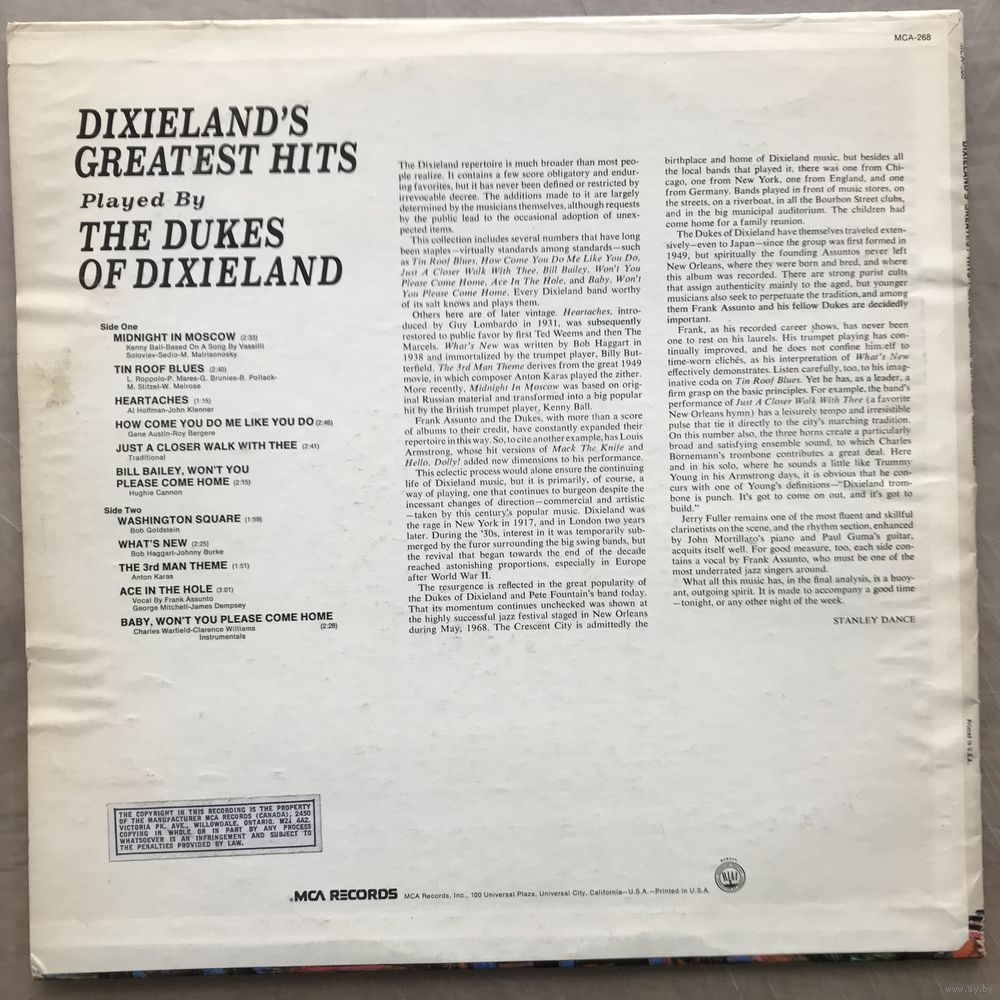 MCA-268
DIXIELAND'S
GREATEST HITS
Played By
THE DUKES
OF DIXIELAND
Side One
MIDNIGHT IN MOSCOW (2:33)
Kenny Ball-Based On A Song By Vassilli
Soloviev-Sedio-M. Matrisonosky
TIN ROOF BLUES (2:40)
L. Roppolo-P. Mares-G. Brunies-B. Pollack-
M. Stitzel-W. Melrose
HEARTACHES (1:15)
Al Hoffman-John Klenner
HOW COME YOU DO ME LIKE YOU DO (2:46)
Gene Austin-Roy Bergere
JUST A CLOSER WALK WITH THEE (2:41)
Traditional
BILL BAILEY, WON'T YOU
PLEASE COME HOME (2:15)
Hughie Cannon
Side Two
WASHINGTON SQUARE (1:59)
Bob Goldstein
WHAT'S NEW (2:25)
Bob Haggart-Johnny Burke
THE 3rd MAN THEME (1:51)
Anton Karas
ACE IN THE HOLE (3:01)
Vocal By Frank Assunto
George Mitchell-James Dempsey
BABY, WON'T YOU PLEASE COME HOME
Charles Warfield-Clarence Williams (2:28)
Instrumentals
The Dixieland repertoire is much broader than most peo-
ple realize. It contains a few score obligatory and endur-
ing favorites, but it has never been defined or restricted by
irrevocable decree. The additions made to it are largely
determined by the musicians themselves, although requests
by the public lead to the occasional adoption of unex-
pected items.
This collection includes several numbers that have long
been staples—virtually standards among standards—such
as Tin Roof Blues, How Come You Do Me Like You Do,
Just A Closer Walk With Thee, Bill Bailey, Won't You
Please Come Home, Ace In The Hole, and Baby, Won't
You Please Come Home. Every Dixieland band worthy
of its salt knows and plays them.
Others here are of later vintage. Heartaches, intro-
duced by Guy Lombardo in 1931, was subsequently
restored to public favor by first Ted Weems and then The
Marcels. What's New was written by Bob Haggart in
1938 and immortalized by the trumpet player, Billy But-
terfield. The 3rd Man Theme derives from the great 1949
movie, in which composer Anton Karas played the zither.
More recently, Midnight In Moscow was based on orig-
inal Russian material and transformed into a big popular
hit by the British trumpet player, Kenny Ball.
Frank Assunto and the Dukes, with more than a score
of albums to their credit, have constantly expanded their
repertoire in this way. So, to cite another example, has Louis
Armstrong, whose hit versions of Mack The Knife and
Hello, Dolly! added new dimensions to his performance.
This eclectic process would alone ensure the continuing
life of Dixieland music, but it is primarily, of course, a
way of playing, one that continues to burgeon despite the
incessant changes of direction—commercial and artistic
—taken by this century's popular music. Dixieland was
the rage in New York in 1917, and in London two years
later. During the '30s, interest in it was temporarily sub-
merged by the furor surrounding the big swing bands, but
the revival that began towards the end of the decade
reached astonishing proportions, especially in Europe
after World War II.
The resurgence is reflected in the great popularity of
the Dukes of Dixieland and Pete Fountain's band today.
That its momentum continues unchecked was shown at
the highly successful jazz festival staged in New Orleans
during May, 1968. The Crescent City is admittedly the
birthplace and home of Dixieland music, but besides all
the local bands that played it, there was one from Chi-
cago, one from New York, one from England, and one
from Germany. Bands played in front of music stores, on
the streets, on a riverboat, in all the Bourbon Street clubs,
and in the big municipal auditorium. The children had
come home for a family reunion.
The Dukes of Dixieland have themselves traveled exten-
sively—even to Japan—since the group was first formed in
1949, but spiritually the founding Assuntos never left
New Orleans, where they were born and bred, and where
this album was recorded. There are strong purist cults
that assign authenticity mainly to the aged, but younger
musicians also seek to perpetuate the tradition, and among
them Frank Assunto and his fellow Dukes are decidedly
important.
Frank, as his recorded career shows, has never been
one to rest on his laurels. His trumpet playing has con-
tinually improved, and he does not confine himself to
time-worn clichés, as his interpretation of What's New
effectively demonstrates. Listen carefully, too, to his imag-
inative coda on Tin Roof Blues. Yet he has, as a leader, a
firm grasp on the basic principles. For example, the band's
performance of Just A Closer Walk With Thee (a favorite
New Orleans hymn) has a leisurely tempo and irresistible
pulse that tie it directly to the city's marching tradition.
On this number also, the three horns create a particularly
broad and satisfying ensemble sound, to which Charles
Bornemann's trombone contributes a great deal. Here
and in his solo, where he sounds a little like Trummy
Young in his Armstrong days, it is obvious that he con-
curs with one of Young's definitions—"Dixieland trom-
bone is punch. It's got to come on out, and it's got to
build."
Jerry Fuller remains one of the most fluent and skillful
clarinetists on the scene, and the rhythm section, enhanced
by John Mortillaro's piano and Paul Guma's guitar,
acquits itself well. For good measure, too, each side con-
tains a vocal by Frank Assunto, who must be one of the
most underrated jazz singers around.
What all this music has, in the final analysis, is a buoy-
ant, outgoing spirit. It is made to accompany a good time
—tonight, or any other night of the week.
STANLEY DANCE
Printed in U.S.A.
THE COPYRIGHT IN THIS RECORDING IS THE PROPERTY
OF THE MANUFACTURER MCA RECORDS (CANADA), 2450
VICTORIA PK. AVE., WILLOWDALE, ONTARIO, M2J 4A2.
COPYING IN WHOLE OR IN PART BY ANY PROCESS
WHATSOEVER IS AN INFRINGEMENT AND SUBJECT TO
THE PENALTIES PROVIDED BY LAW.
MCA RECORDS MCA Records, Inc., 100 Universal Plaza, Universal City, California—U.S.A.—Printed in U.S.A.
RIAA
www.ay.by